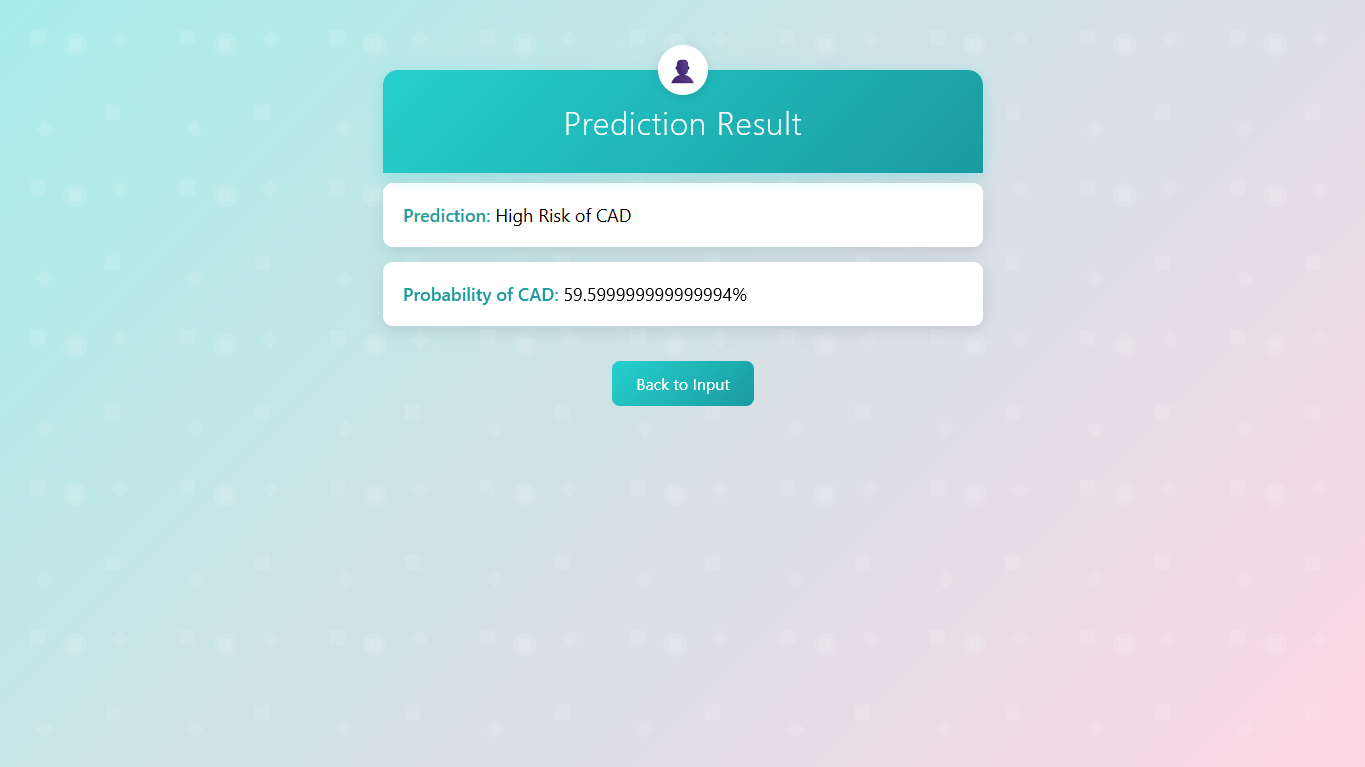 Prediction Result
Prediction: High Risk of CAD
Probability of CAD: 59.599999999999994%
Back to Input